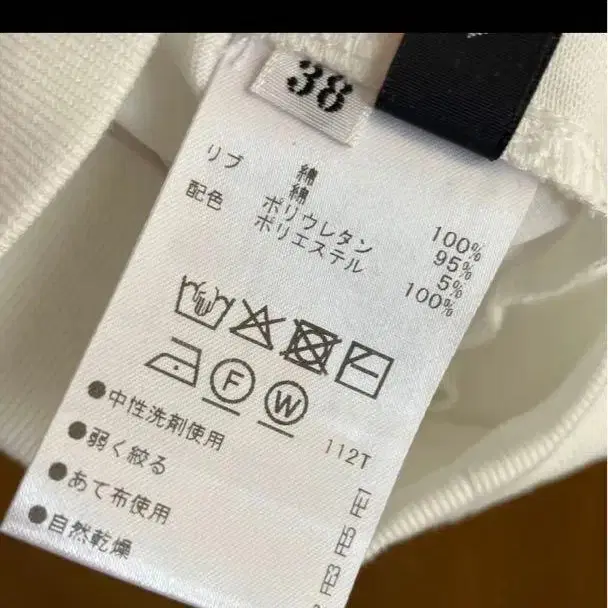 38
綿 100%
リブ 綿 95%
ポリウレタン 5%
配色 ポリエステル 100%
F W
●中性洗剤使用
●弱く絞る
●あて布使用
●自然乾燥
112T